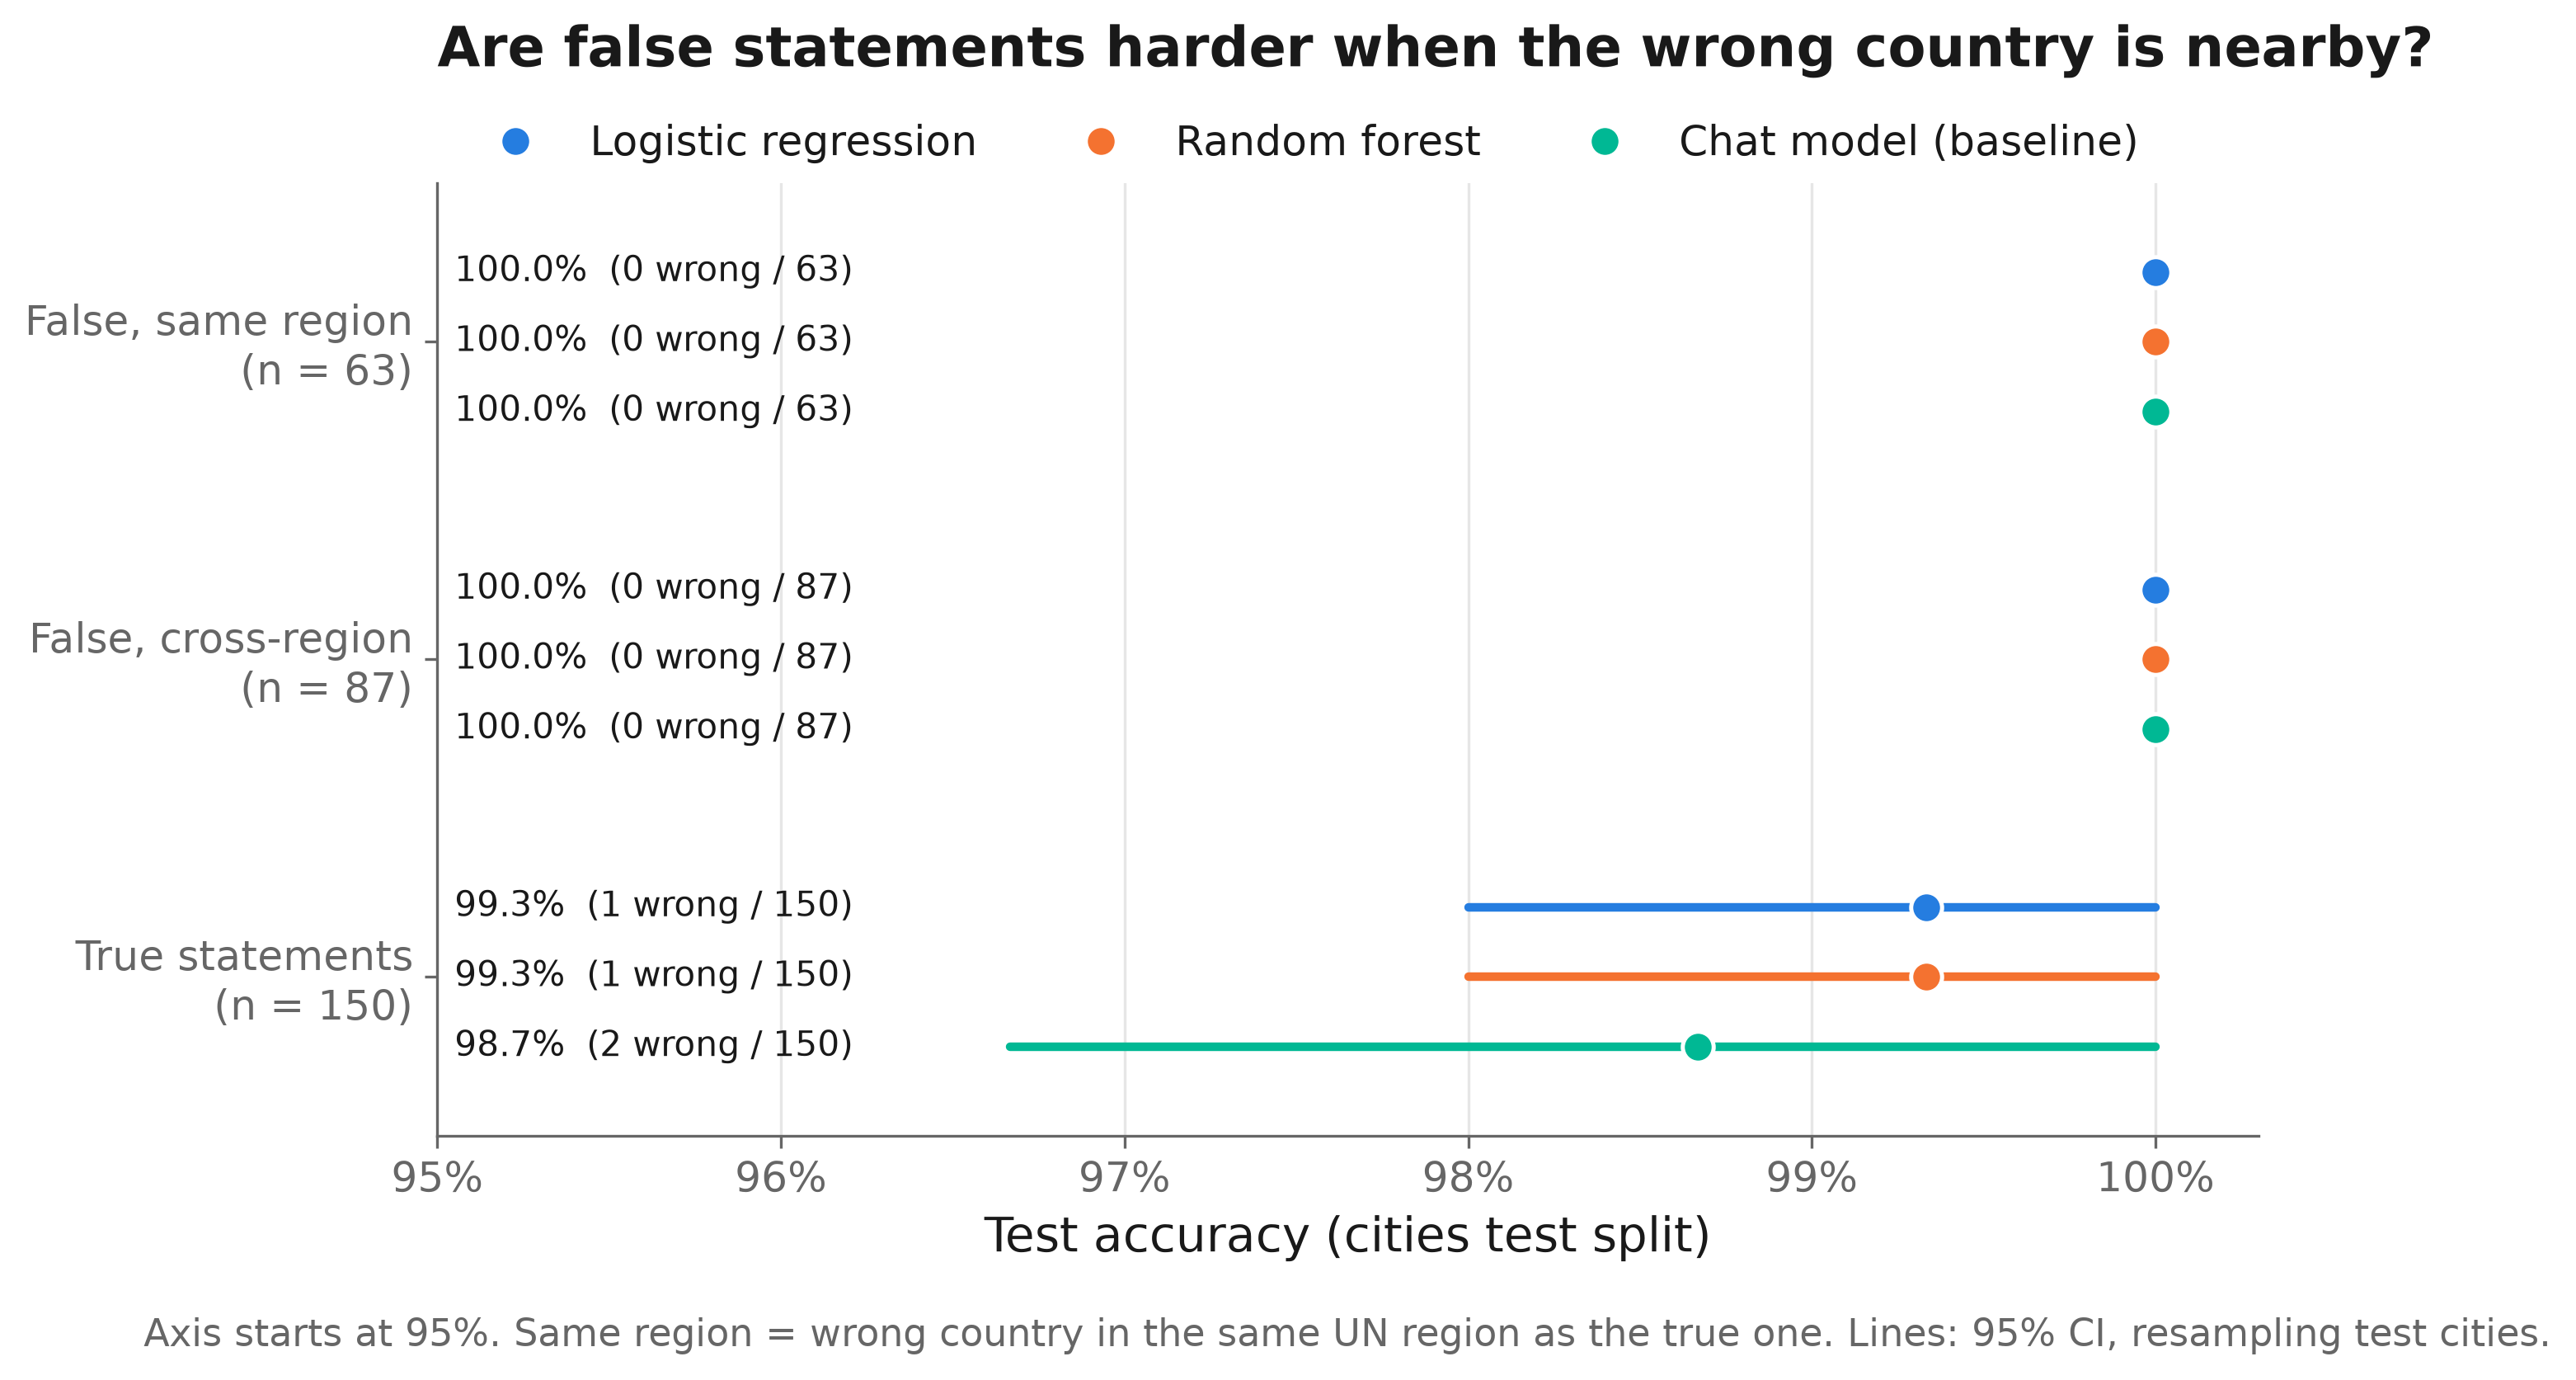 Are false statements harder when the wrong country is nearby?
Logistic regression
Random forest
Chat model (baseline)
False, same region
(n = 63)
100.0%  (0 wrong / 63)
100.0%  (0 wrong / 63)
100.0%  (0 wrong / 63)
False, cross-region
(n = 87)
100.0%  (0 wrong / 87)
100.0%  (0 wrong / 87)
100.0%  (0 wrong / 87)
True statements
(n = 150)
99.3%  (1 wrong / 150)
99.3%  (1 wrong / 150)
98.7%  (2 wrong / 150)
95%
96%
97%
98%
99%
100%
Test accuracy (cities test split)
Axis starts at 95%. Same region = wrong country in the same UN region as the true one. Lines: 95% CI, resampling test cities.